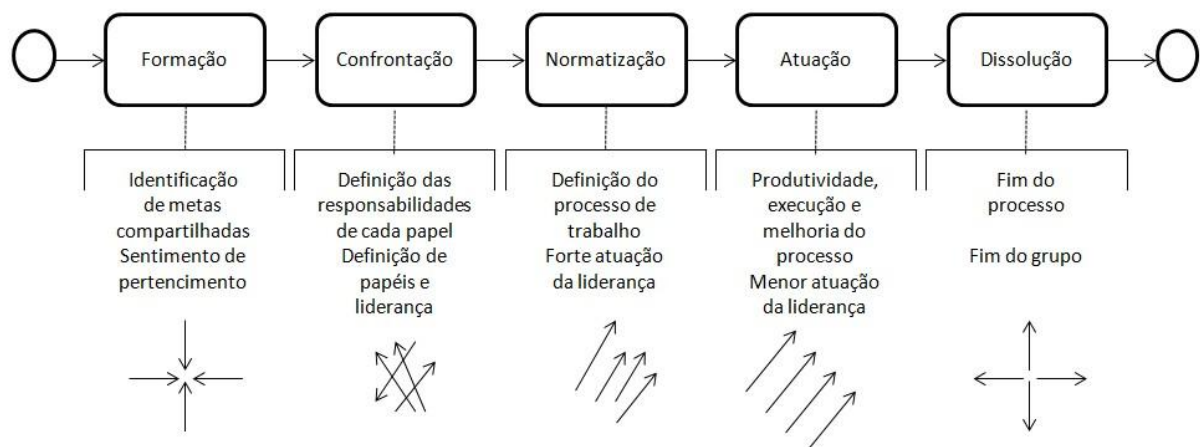 Formação
Confrontação
Normatização
Atuação
Dissolução
Identificação
de metas
compartilhadas
Sentimento de
pertencimento
Definição das
responsabilidades
de cada papel
Definição de
papéis e
liderança
Definição do
processo de
trabalho
Forte atuação
da liderança
Produtividade,
execução e
melhoria do
processo
Menor atuação
da liderança
Fim do
processo
Fim do grupo